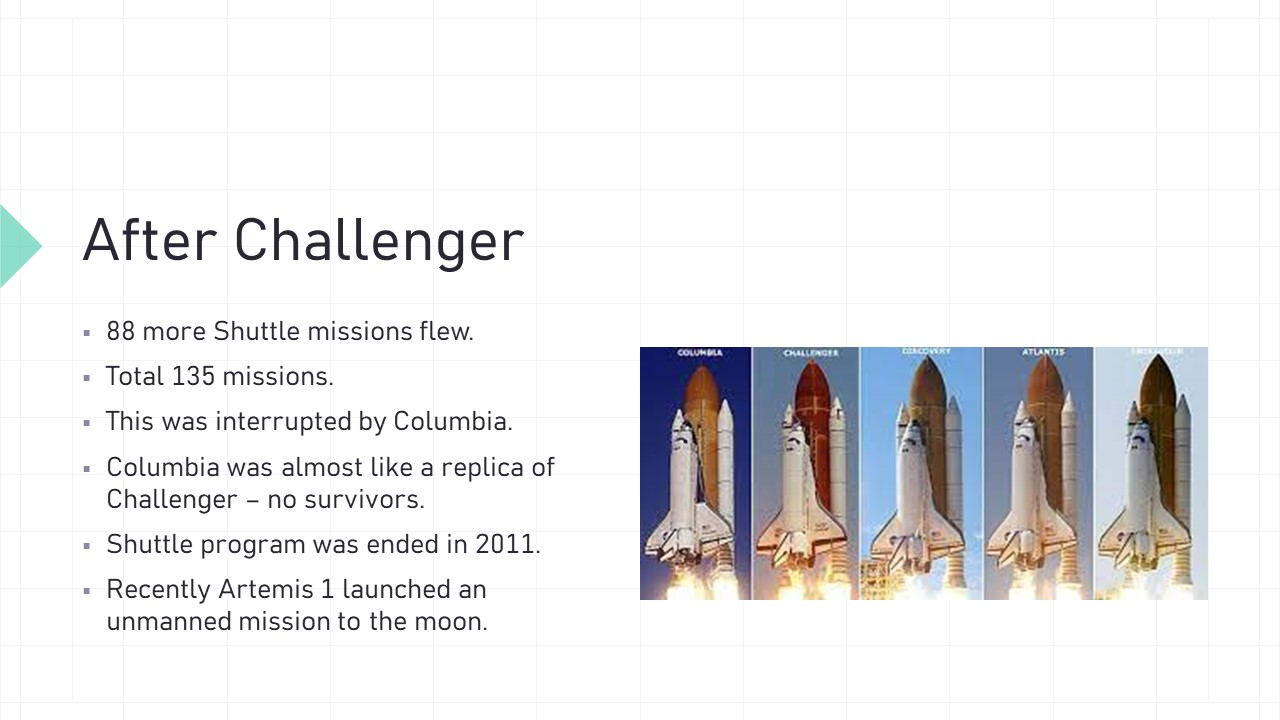 After Challenger
▪ 88 more Shuttle missions flew.
▪ Total 135 missions.
▪ This was interrupted by Columbia.
▪ Columbia was almost like a replica of
Challenger – no survivors.
▪ Shuttle program was ended in 2011.
▪ Recently Artemis 1 launched an
unmanned mission to the moon.
COLUMBIA
CHALLENGER
DISCOVERY
ATLANTIS